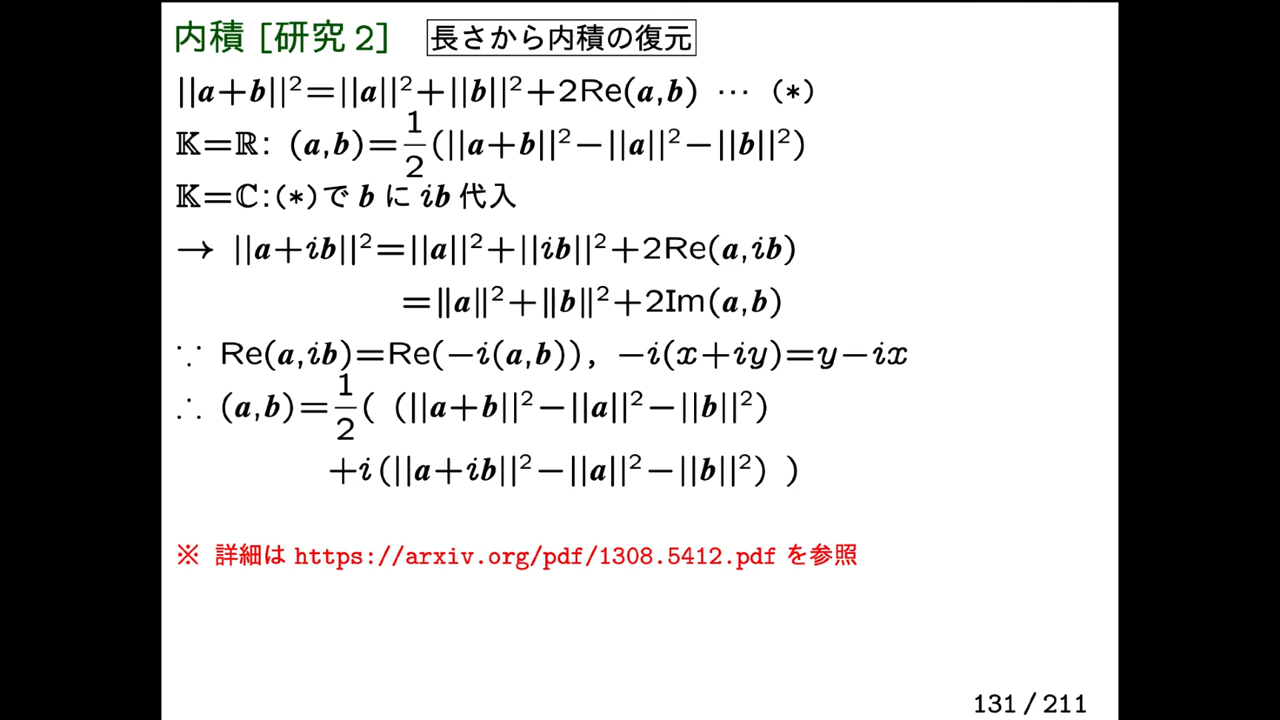 内積 [研究 2] 長さから内積の復元
||a+b||²=||a||²+||b||²+2Re(a,b) ⋯ (*)
𝕂=ℝ: (a,b)=1/2(||a+b||²−||a||²−||b||²)
𝕂=ℂ:(*)で b に ib 代入
→ ||a+ib||²=||a||²+||ib||²+2Re(a,ib)
=‖a‖²+‖b‖²+2Im(a,b)
∵ Re(a,ib)=Re(−i(a,b)), −i(x+iy)=y−ix
∴ (a,b)=1/2( (||a+b||²−||a||²−||b||²)
+i(||a+ib||²−||a||²−||b||²) )
※ 詳細は https://arxiv.org/pdf/1308.5412.pdf を参照
131 / 211